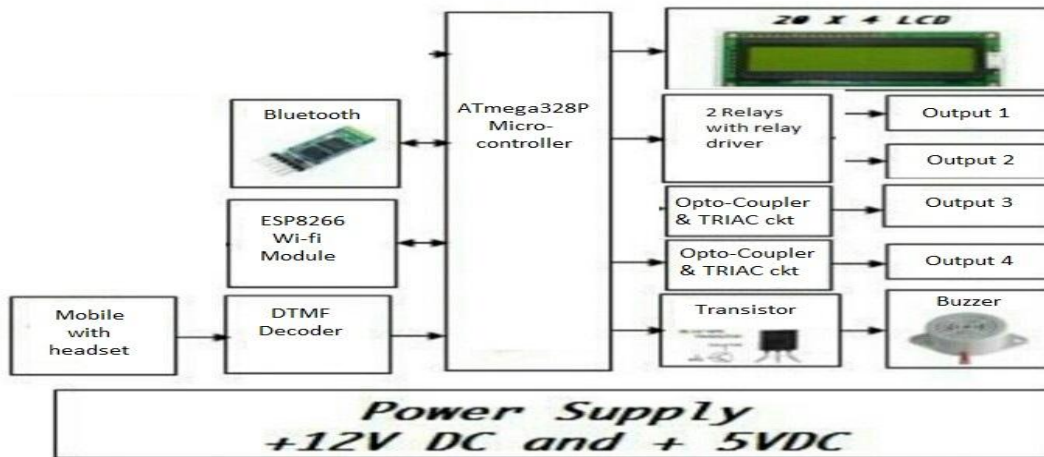 20 X 4 LCD
Bluetooth
ATmega328P
Micro-
controller
2 Relays
with relay
driver
Output 1
Output 2
ESP8266
Wi-fi
Module
Opto-Coupler
& TRIAC ckt
Output 3
Opto-Coupler
& TRIAC ckt
Output 4
Mobile
with
headset
DTMF
Decoder
Transistor
Buzzer
Power Supply
+12V DC and + 5VDC